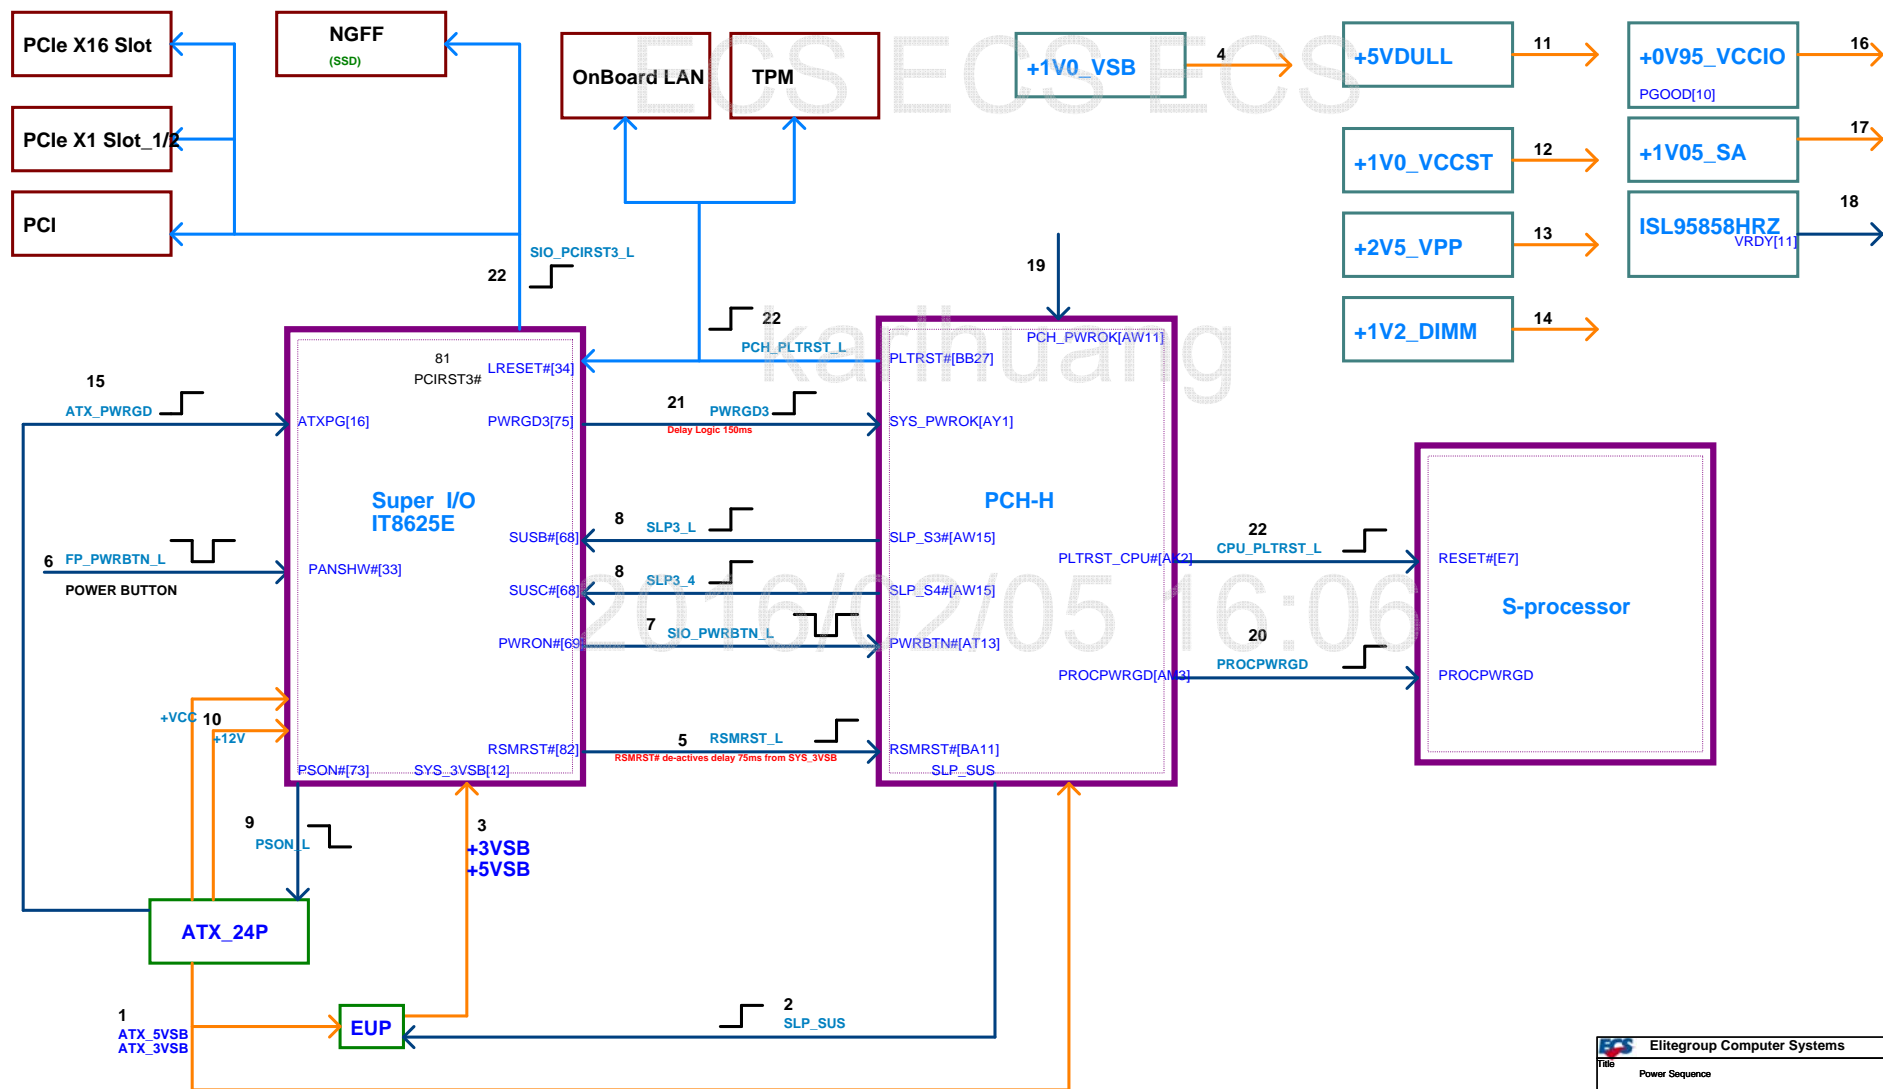 PCIe X16 Slot
NGFF
(SSD)
OnBoard LAN
TPM
+1V0_VSB
4
+5VDULL
11
+0V95_VCCIO
PGOOD[10]
16
ECS ECS ECS
PCIe X1 Slot_1/2
+1V0_VCCST
12
+1V05_SA
17
PCI
+2V5_VPP
13
ISL95858HRZ
VRDY[11]
18
SIO_PCIRST3_L
22
19
+1V2_DIMM
14
22
PCH_PLTRST_L
karlhuang
81
PCIRST3#
LRESET#[34]
PCH_PWROK[AW11]
PLTRST#[BB27]
15
ATX_PWRGD
ATXPG[16]
PWRGD3[75]
21
PWRGD3
Delay Logic 150ms
SYS_PWROK[AY1]
Super I/O
IT8625E
PCH-H
8
SLP3_L
SUSB#[68]
SLP_S3#[AW15]
6
FP_PWRBTN_L
POWER BUTTON
PANSHW#[33]
8
SLP3_4
SUSC#[68]
SLP_S4#[AW15]
PLTRST_CPU#[AK2]
22
CPU_PLTRST_L
RESET#[E7]
S-processor
2016/02/05 16:06
7
SIO_PWRBTN_L
PWRON#[69]
PWRBTN#[AT13]
20
PROCPWRGD
PROCPWRGD[AM3]
PROCPWRGD
+VCC
10
+12V
5
RSMRST_L
RSMRST#[82]
RSMRST# de-actives delay 75ms from SYS_3VSB
RSMRST#[BA11]
PSON#[73]
SYS_3VSB[12]
SLP_SUS
9
PSON_L
3
+3VSB
+5VSB
ATX_24P
1
ATX_5VSB
ATX_3VSB
EUP
2
SLP_SUS
ECS
Elitegroup Computer Systems
Title
Power Sequence